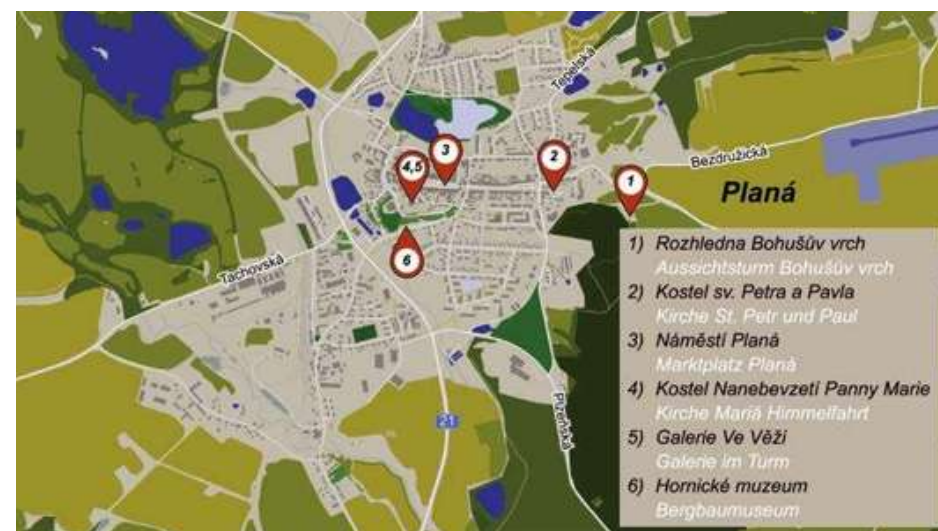 Tepelská
3
2
4,5
Bezdružická
1
Planá
6
Tachovská
1) Rozhledna Bohušův vrch
Aussichtsturm Bohušův vrch
2) Kostel sv. Petra a Pavla
Kirche St. Petr und Paul
3) Náměstí Planá
Marktplatz Planá
4) Kostel Nanebevzetí Panny Marie
Kirche Mariä Himmelfahrt
5) Galerie Ve Věži
Galerie im Turm
6) Hornické muzeum
Bergbaumuseum
Plzeňská
21